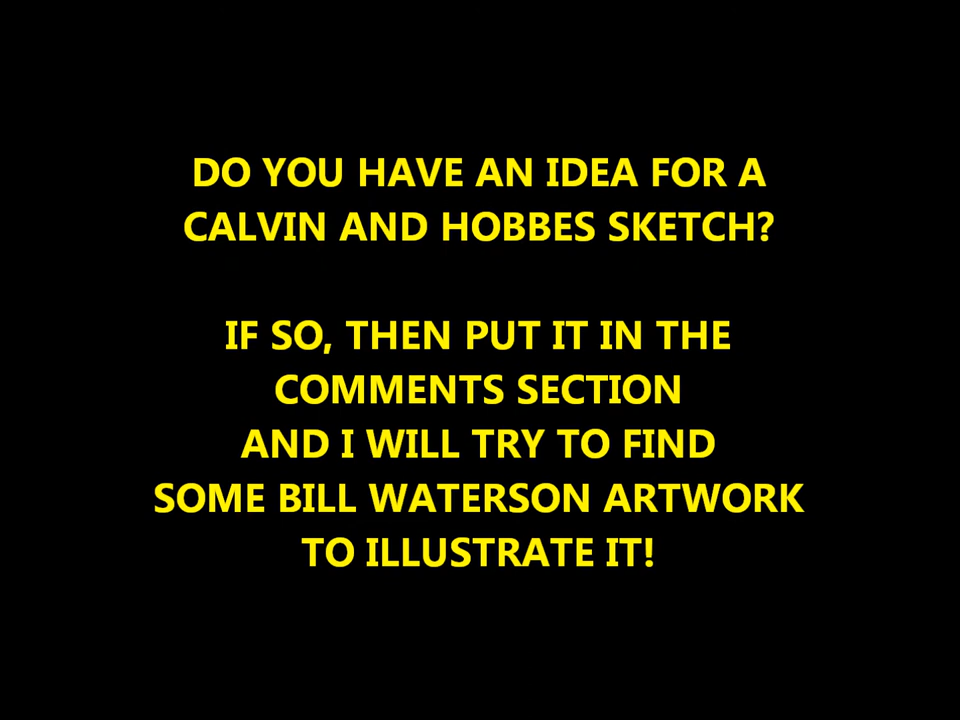 DO YOU HAVE AN IDEA FOR A
CALVIN AND HOBBES SKETCH?
IF SO, THEN PUT IT IN THE
COMMENTS SECTION
AND I WILL TRY TO FIND
SOME BILL WATERSON ARTWORK
TO ILLUSTRATE IT!